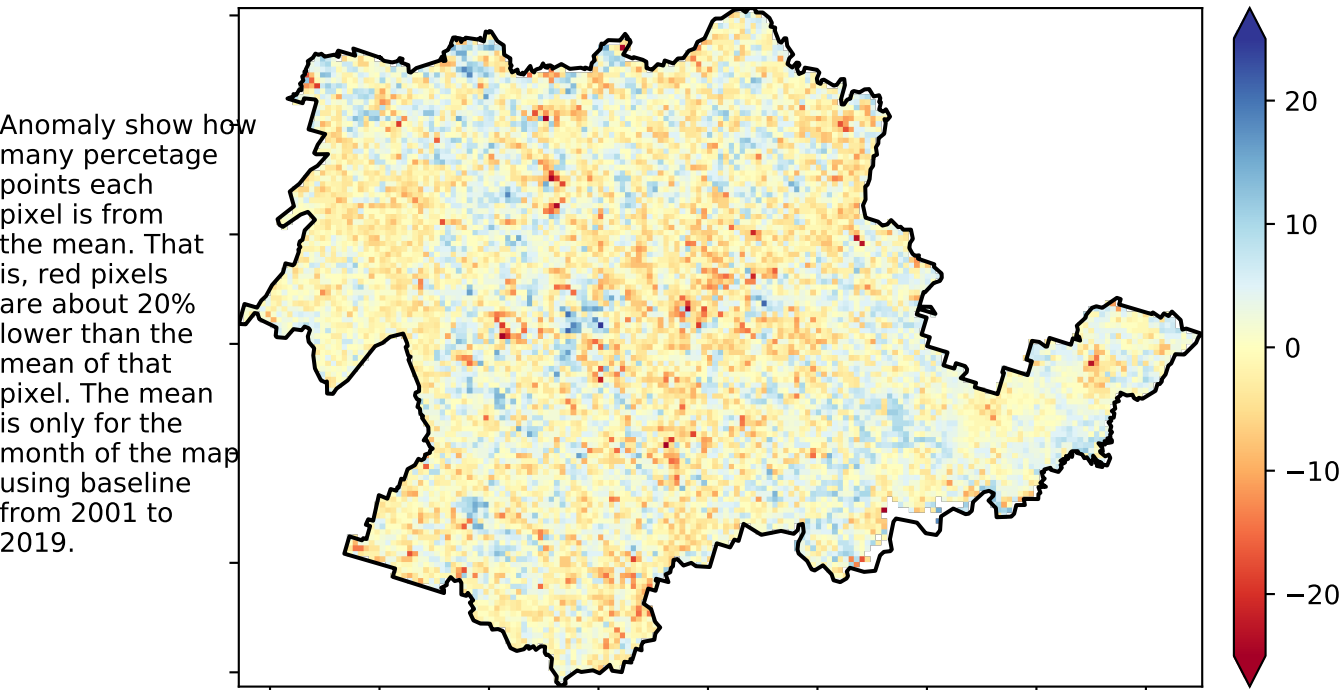 Anomaly show how
many percetage
points each
pixel is from
the mean. That
is, red pixels
are about 20%
lower than the
mean of that
pixel. The mean
is only for the
month of the map
using baseline
from 2001 to
2019.
20
10
0
−10
−20